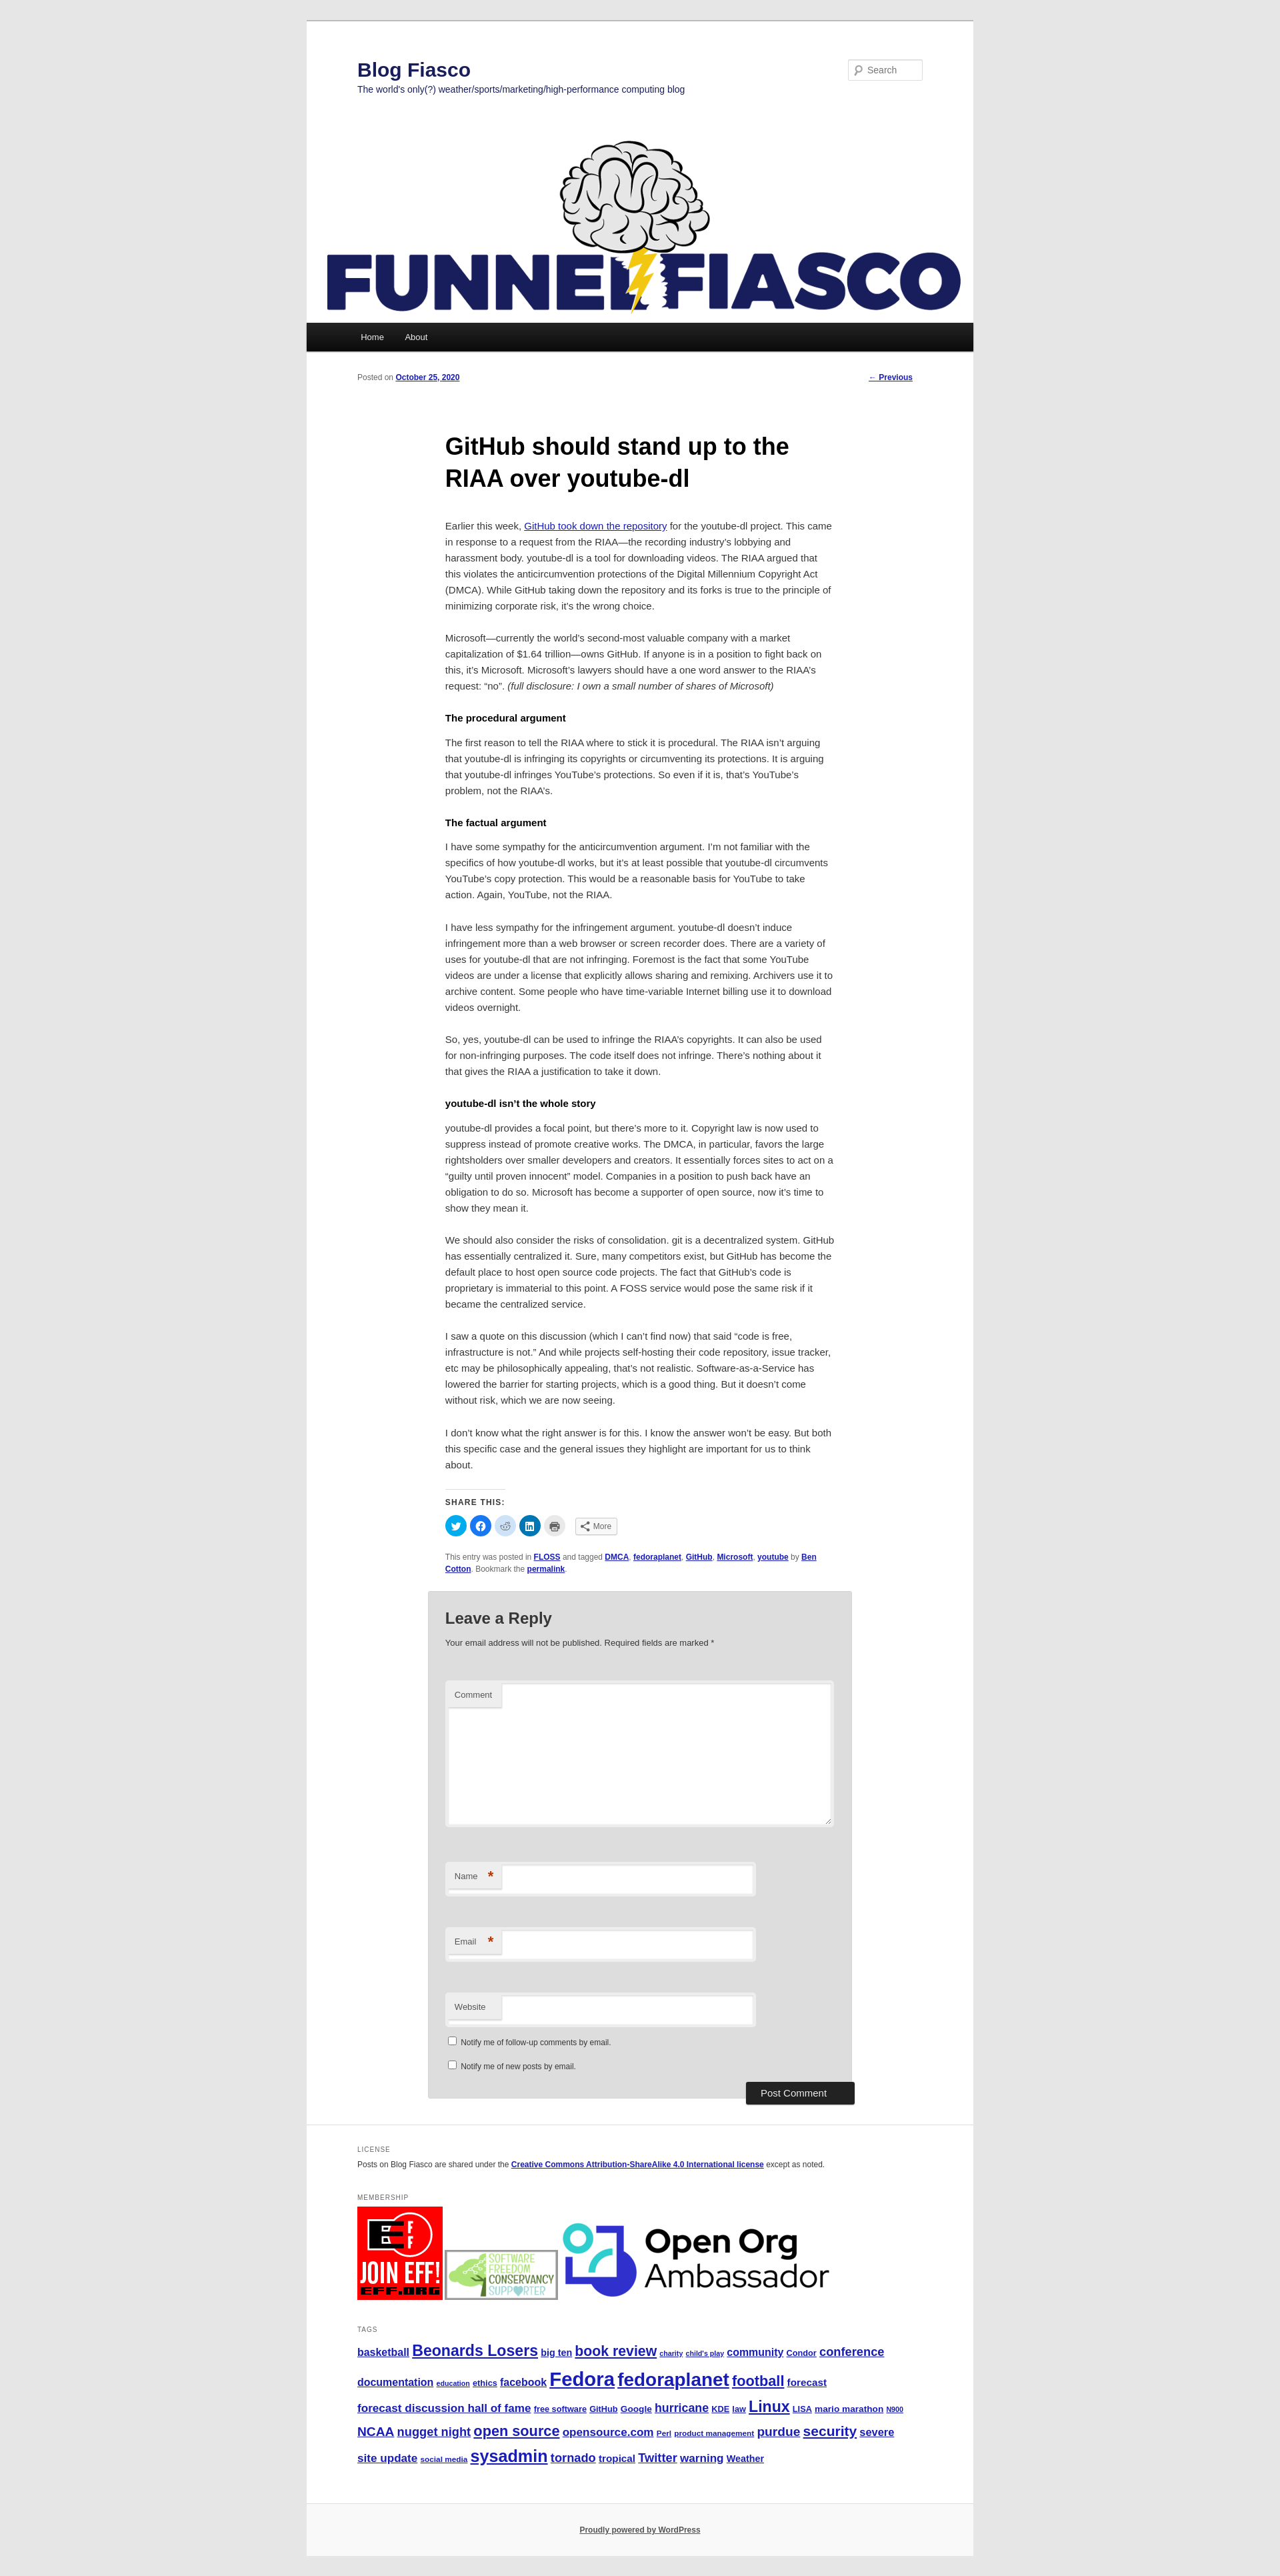 Blog Fiasco
The world's only(?) weather/sports/marketing/high-performance computing blog
Search
FUNNEL FIASCO
Home About
Posted on October 25, 2020
← Previous
GitHub should stand up to the
RIAA over youtube-dl
Earlier this week, GitHub took down the repository for the youtube-dl project. This came
in response to a request from the RIAA—the recording industry’s lobbying and
harassment body. youtube-dl is a tool for downloading videos. The RIAA argued that
this violates the anticircumvention protections of the Digital Millennium Copyright Act
(DMCA). While GitHub taking down the repository and its forks is true to the principle of
minimizing corporate risk, it’s the wrong choice.
Microsoft—currently the world’s second-most valuable company with a market
capitalization of $1.64 trillion—owns GitHub. If anyone is in a position to fight back on
this, it’s Microsoft. Microsoft’s lawyers should have a one word answer to the RIAA’s
request: “no”. (full disclosure: I own a small number of shares of Microsoft)
The procedural argument
The first reason to tell the RIAA where to stick it is procedural. The RIAA isn’t arguing
that youtube-dl is infringing its copyrights or circumventing its protections. It is arguing
that youtube-dl infringes YouTube’s protections. So even if it is, that’s YouTube’s
problem, not the RIAA’s.
The factual argument
I have some sympathy for the anticircumvention argument. I’m not familiar with the
specifics of how youtube-dl works, but it’s at least possible that youtube-dl circumvents
YouTube’s copy protection. This would be a reasonable basis for YouTube to take
action. Again, YouTube, not the RIAA.
I have less sympathy for the infringement argument. youtube-dl doesn’t induce
infringement more than a web browser or screen recorder does. There are a variety of
uses for youtube-dl that are not infringing. Foremost is the fact that some YouTube
videos are under a license that explicitly allows sharing and remixing. Archivers use it to
archive content. Some people who have time-variable Internet billing use it to download
videos overnight.
So, yes, youtube-dl can be used to infringe the RIAA’s copyrights. It can also be used
for non-infringing purposes. The code itself does not infringe. There’s nothing about it
that gives the RIAA a justification to take it down.
youtube-dl isn’t the whole story
youtube-dl provides a focal point, but there’s more to it. Copyright law is now used to
suppress instead of promote creative works. The DMCA, in particular, favors the large
rightsholders over smaller developers and creators. It essentially forces sites to act on a
“guilty until proven innocent” model. Companies in a position to push back have an
obligation to do so. Microsoft has become a supporter of open source, now it’s time to
show they mean it.
We should also consider the risks of consolidation. git is a decentralized system. GitHub
has essentially centralized it. Sure, many competitors exist, but GitHub has become the
default place to host open source code projects. The fact that GitHub’s code is
proprietary is immaterial to this point. A FOSS service would pose the same risk if it
became the centralized service.
I saw a quote on this discussion (which I can’t find now) that said “code is free,
infrastructure is not.” And while projects self-hosting their code repository, issue tracker,
etc may be philosophically appealing, that’s not realistic. Software-as-a-Service has
lowered the barrier for starting projects, which is a good thing. But it doesn’t come
without risk, which we are now seeing.
I don’t know what the right answer is for this. I know the answer won’t be easy. But both
this specific case and the general issues they highlight are important for us to think
about.
SHARE THIS:
More
This entry was posted in FLOSS and tagged DMCA, fedoraplanet, GitHub, Microsoft, youtube by Ben
Cotton. Bookmark the permalink.
Leave a Reply
Your email address will not be published. Required fields are marked *
Comment
Name *
Email *
Website
Notify me of follow-up comments by email.
Notify me of new posts by email.
Post Comment
LICENSE
Posts on Blog Fiasco are shared under the Creative Commons Attribution-ShareAlike 4.0 International license except as noted.
MEMBERSHIP
EFF
JOIN EFF!
EFF.ORG
SOFTWARE
FREEDOM
CONSERVANCY
SUPPORTER
Open Org
Ambassador
TAGS
basketball Beonards Losers big ten book review charity child's play community Condor conference
documentation education ethics facebook Fedora fedoraplanet football forecast
forecast discussion hall of fame free software GitHub Google hurricane KDE law Linux LISA mario marathon N900
NCAA nugget night open source opensource.com Perl product management purdue security severe
site update social media sysadmin tornado tropical Twitter warning Weather
Proudly powered by WordPress